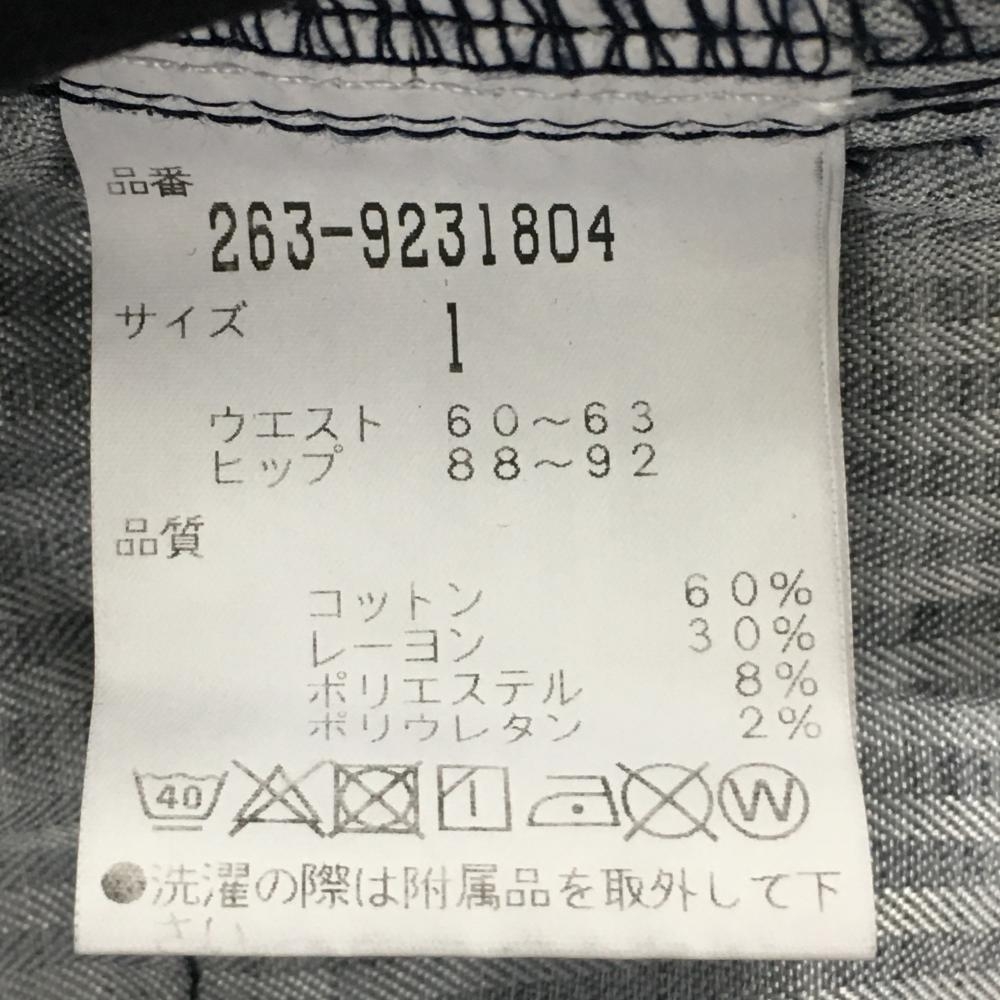 品番
263-9231804
サイズ 1
ウエスト 60～63
ヒップ 88～92
品質
コットン 60%
レーヨン 30%
ポリエステル 8%
ポリウレタン 2%
40 W
●洗濯の際は附属品を取外して下
さい